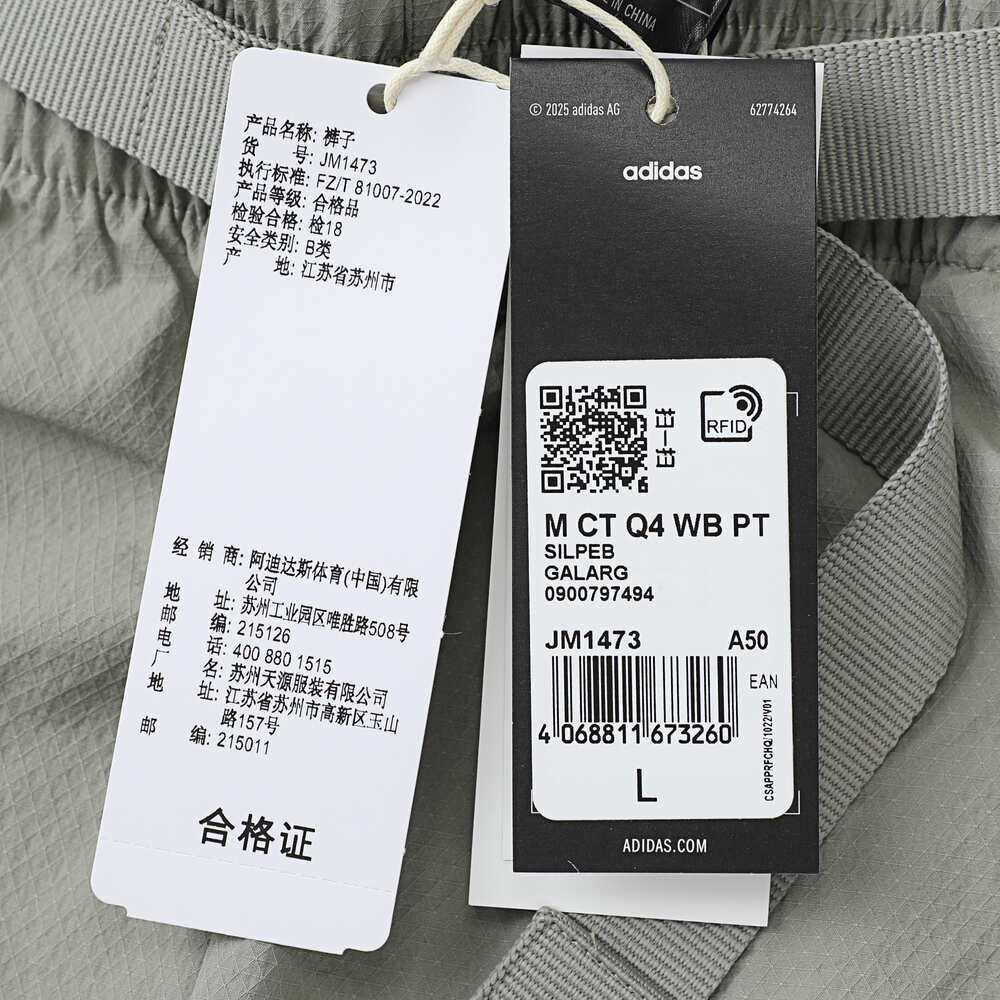 IN CHINA
产品名称: 裤子
货 号: JM1473
执行标准: FZ/T 81007-2022
产品等级: 合格品
检验合格: 检18
安全类别: B类
产 地: 江苏省苏州市
经 销 商: 阿迪达斯体育(中国)有限
公司
地 址: 苏州工业园区唯胜路508号
邮 编: 215126
电 话: 400 880 1515
厂 名: 苏州天源服装有限公司
地 址: 江苏省苏州市高新区玉山
路157号
邮 编: 215011
合格证
© 2025 adidas AG
62774264
adidas
RFID
M CT Q4 WB PT
SILPEB
GALARG
0900797494
JM1473 A50
EAN
4 068811 673260
L
CSAPPRFCHQ/1022/V01
ADIDAS.COM